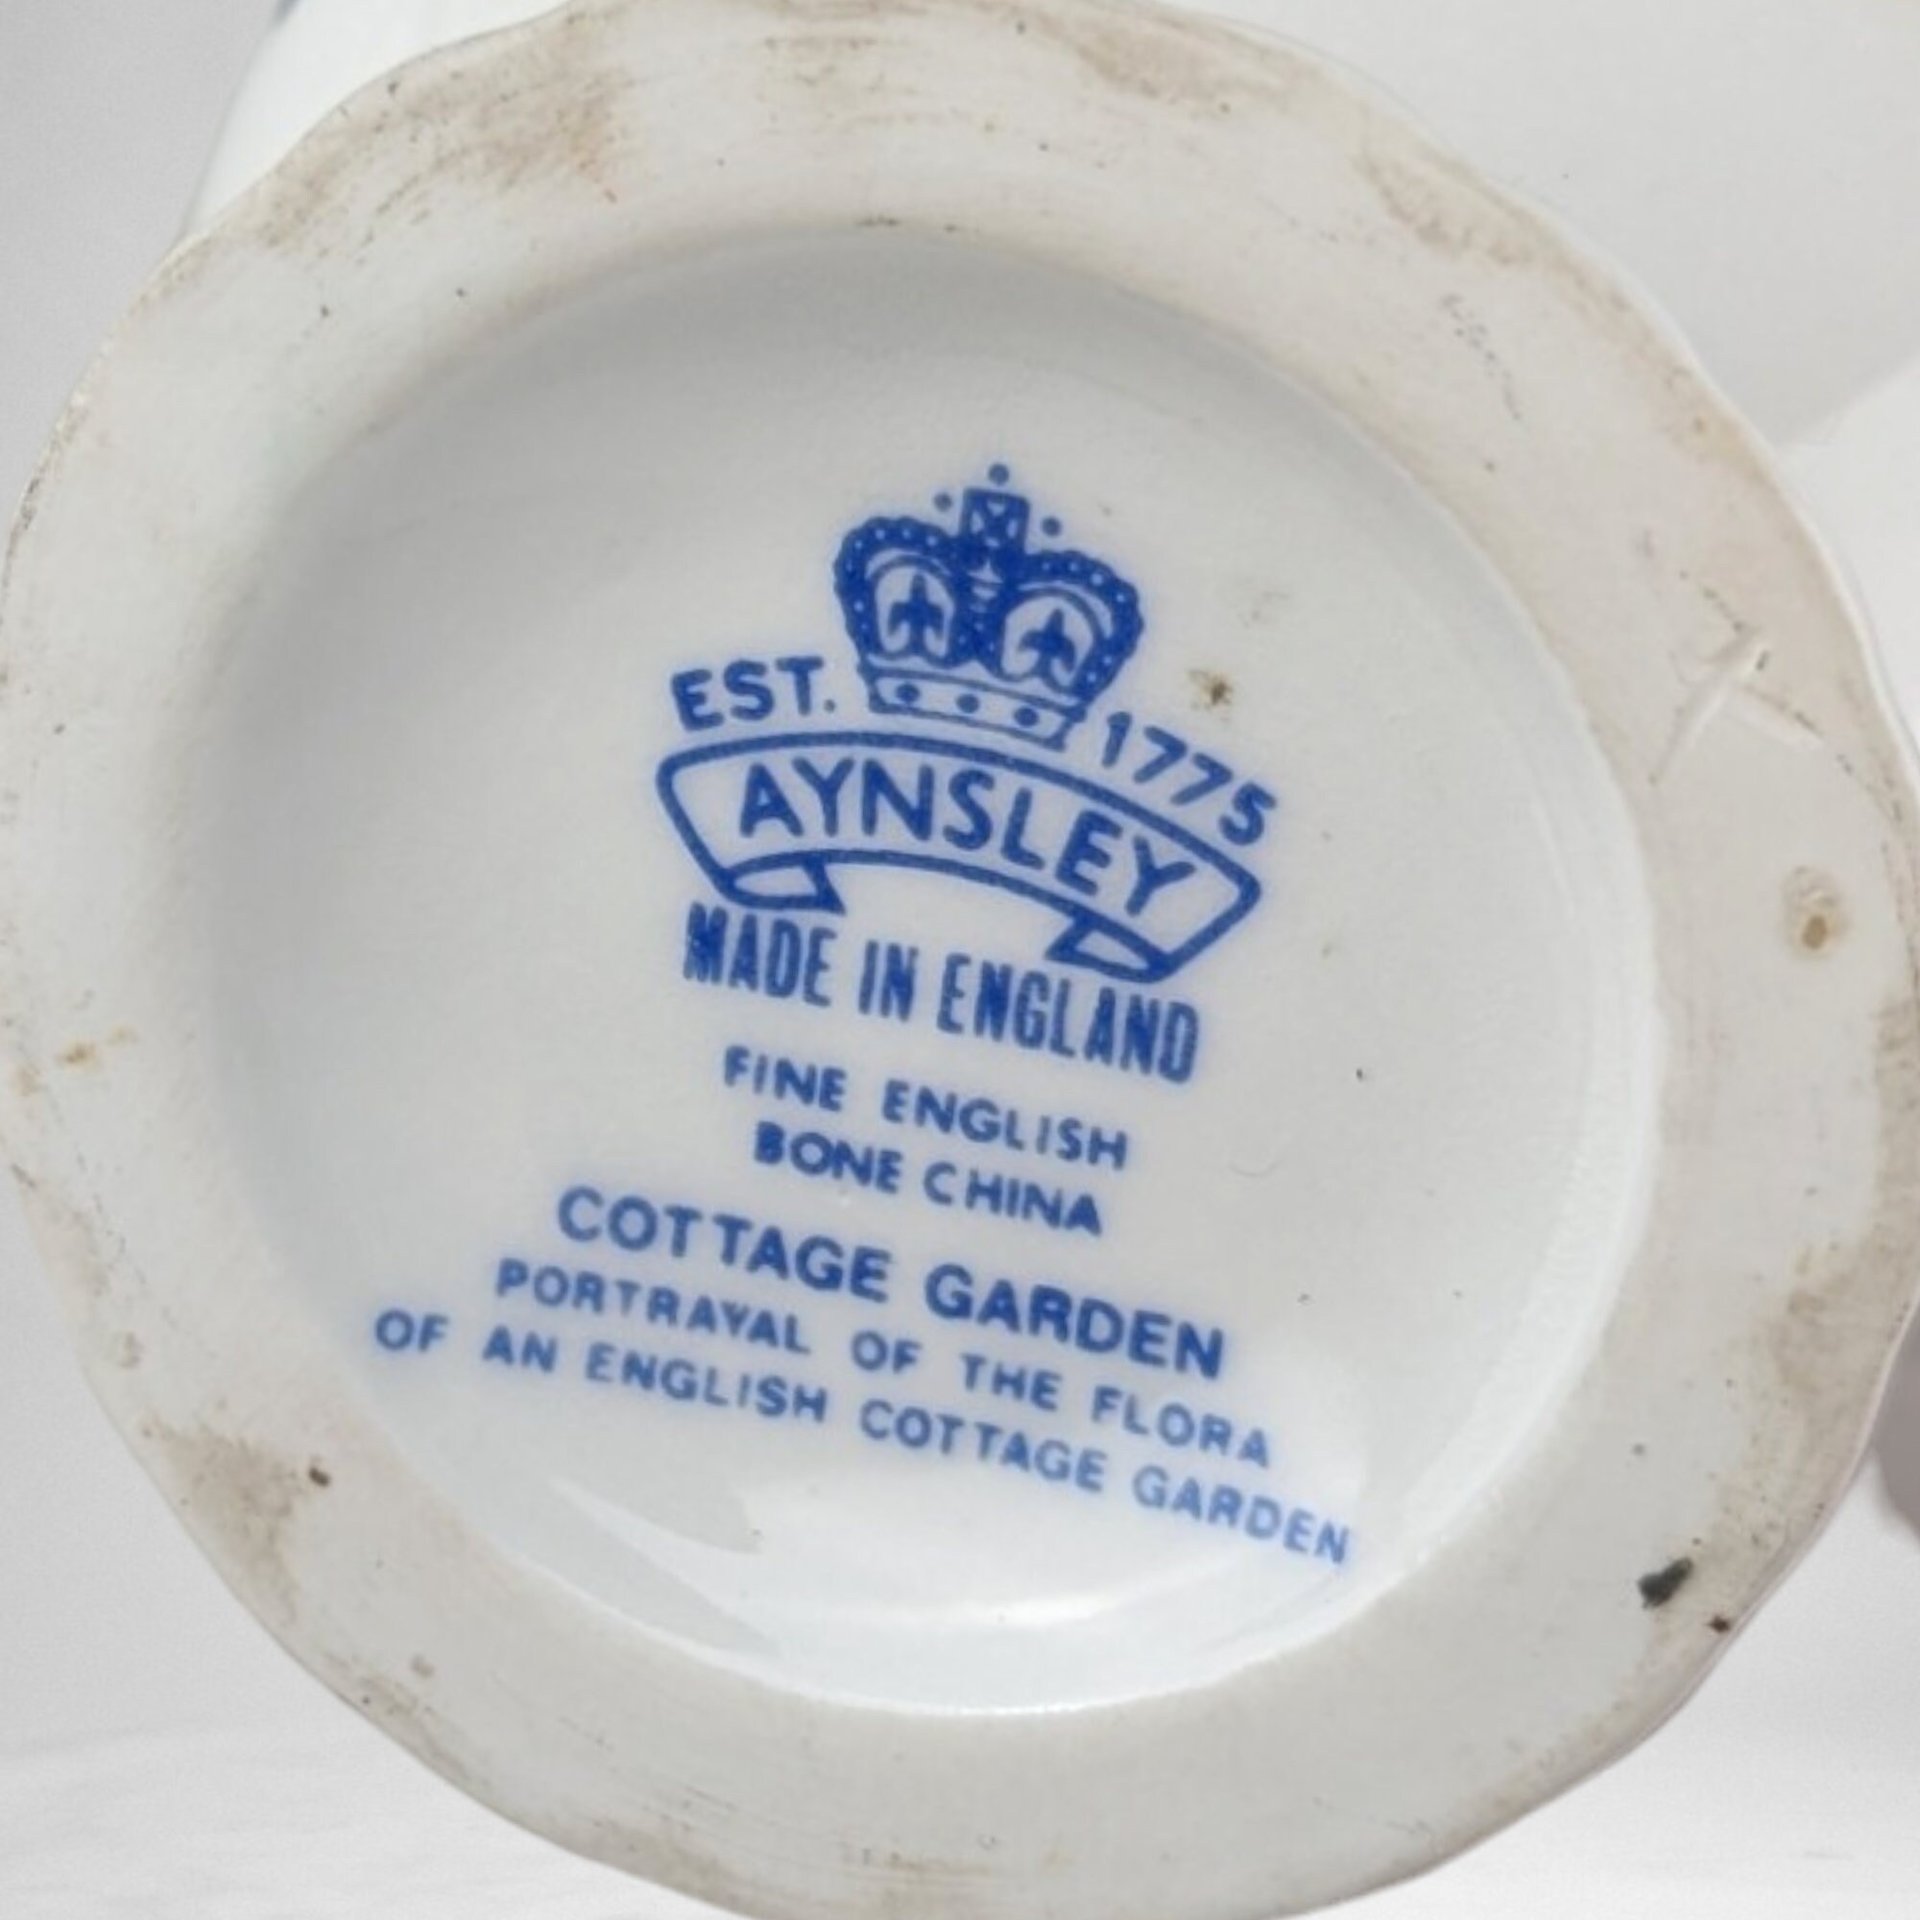 EST. 1775
AYNSLEY
MADE IN ENGLAND
FINE ENGLISH
BONE CHINA
COTTAGE GARDEN
PORTRAYAL OF THE FLORA
OF AN ENGLISH COTTAGE GARDEN